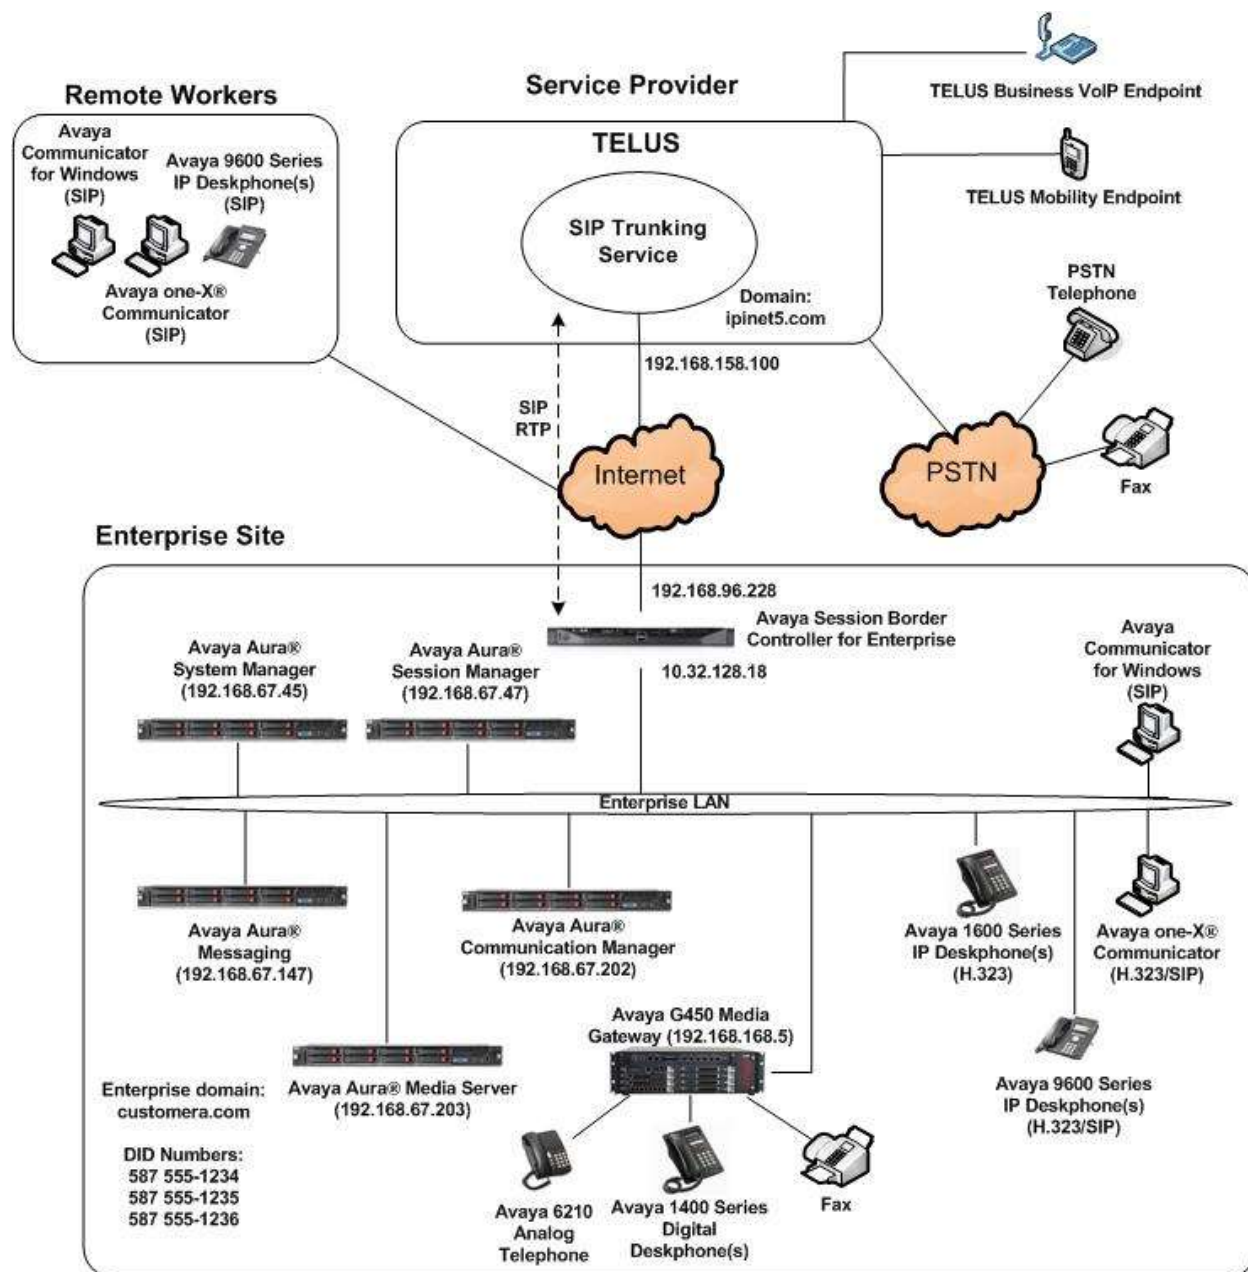 TELUS Business VoIP Endpoint
Service Provider
Remote Workers
TELUS
Avaya
Communicator
for Windows
(SIP)
Avaya 9600 Series
IP Deskphone(s)
(SIP)
Avaya one-X®
Communicator
(SIP)
TELUS Mobility Endpoint
SIP Trunking
Service
Domain:
ipinet5.com
PSTN
Telephone
192.168.158.100
SIP
RTP
Internet
PSTN
Fax
Enterprise Site
192.168.96.228
Avaya Session Border
Controller for Enterprise
10.32.128.18
Avaya Aura®
System Manager
(192.168.67.45)
Avaya Aura®
Session Manager
(192.168.67.47)
Avaya
Communicator
for Windows
(SIP)
Enterprise LAN
Avaya Aura®
Messaging
(192.168.67.147)
Avaya Aura®
Communication Manager
(192.168.67.202)
Avaya 1600 Series
IP Deskphone(s)
(H.323)
Avaya one-X®
Communicator
(H.323/SIP)
Avaya G450 Media
Gateway (192.168.168.5)
Avaya Aura® Media Server
(192.168.67.203)
Avaya 9600 Series
IP Deskphone(s)
(H.323/SIP)
Enterprise domain:
customera.com
DID Numbers:
587 555-1234
587 555-1235
587 555-1236
Avaya 6210
Analog
Telephone
Avaya 1400 Series
Digital
Deskphone(s)
Fax